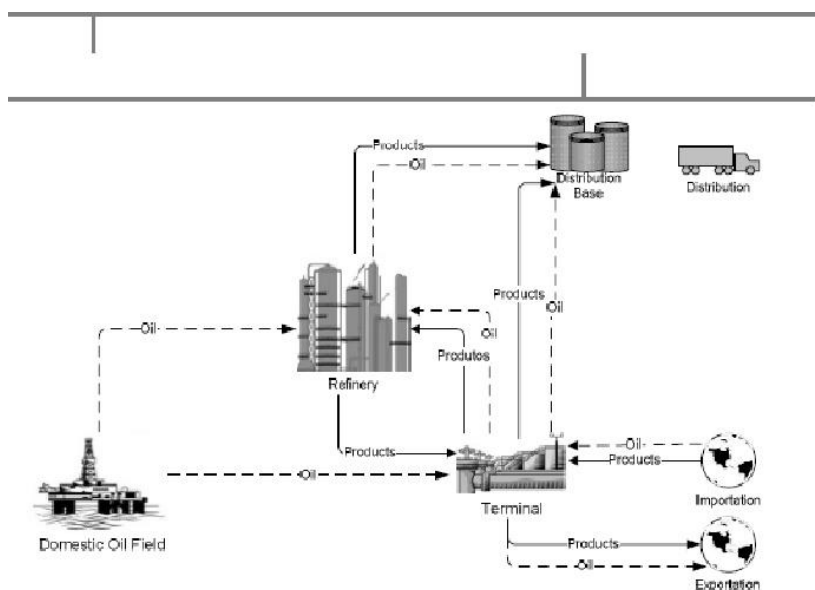 Products
Oil
Distribution
Base
Distribution
Products
Oil
Oil
Oil
Produtos
Refinery
Products
Oil
Oil
Products
Importation
Terminal
Domestic Oil Field
Products
Oil
Exportation